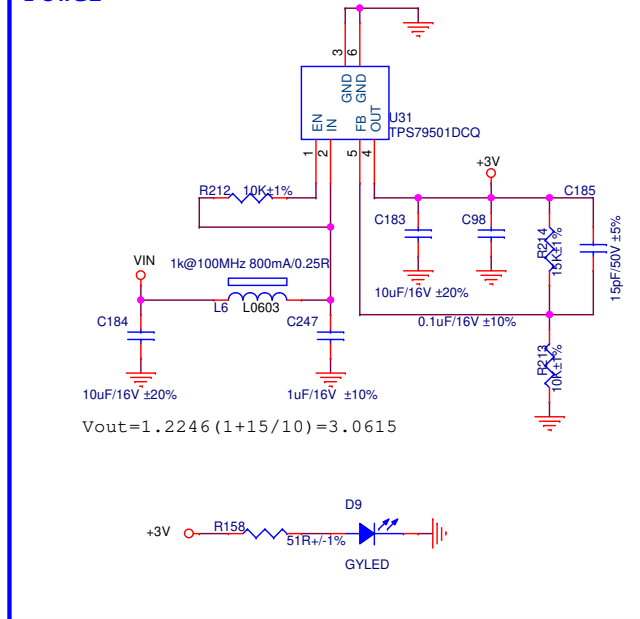 3
6
GND
GND
U31
TPS79501DCQ
EN
IN
FB
OUT
1
2
5
4
+3V
R212 10K±1%
C185
C183
C98
R214
15K±1%
15pF/50V ±5%
VIN
1k@100MHz 800mA/0.25R
L6 L0603
10uF/16V ±20%
C184
C247
0.1uF/16V ±10%
R213
10K±1%
10uF/16V ±20%
1uF/16V ±10%
Vout=1.2246(1+15/10)=3.0615
D9
+3V
R158
51R+/-1%
GYLED